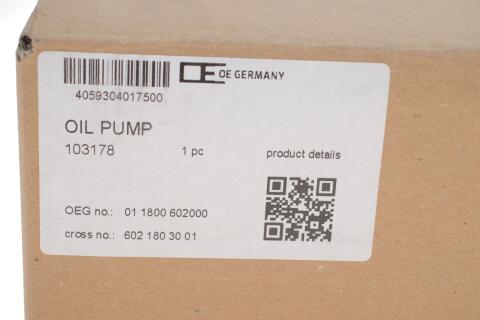 OE GERMANY
4059304017500
OIL PUMP
103178 1 pc product details
OEG no.: 01 1800 602000
cross no.: 602 180 30 01